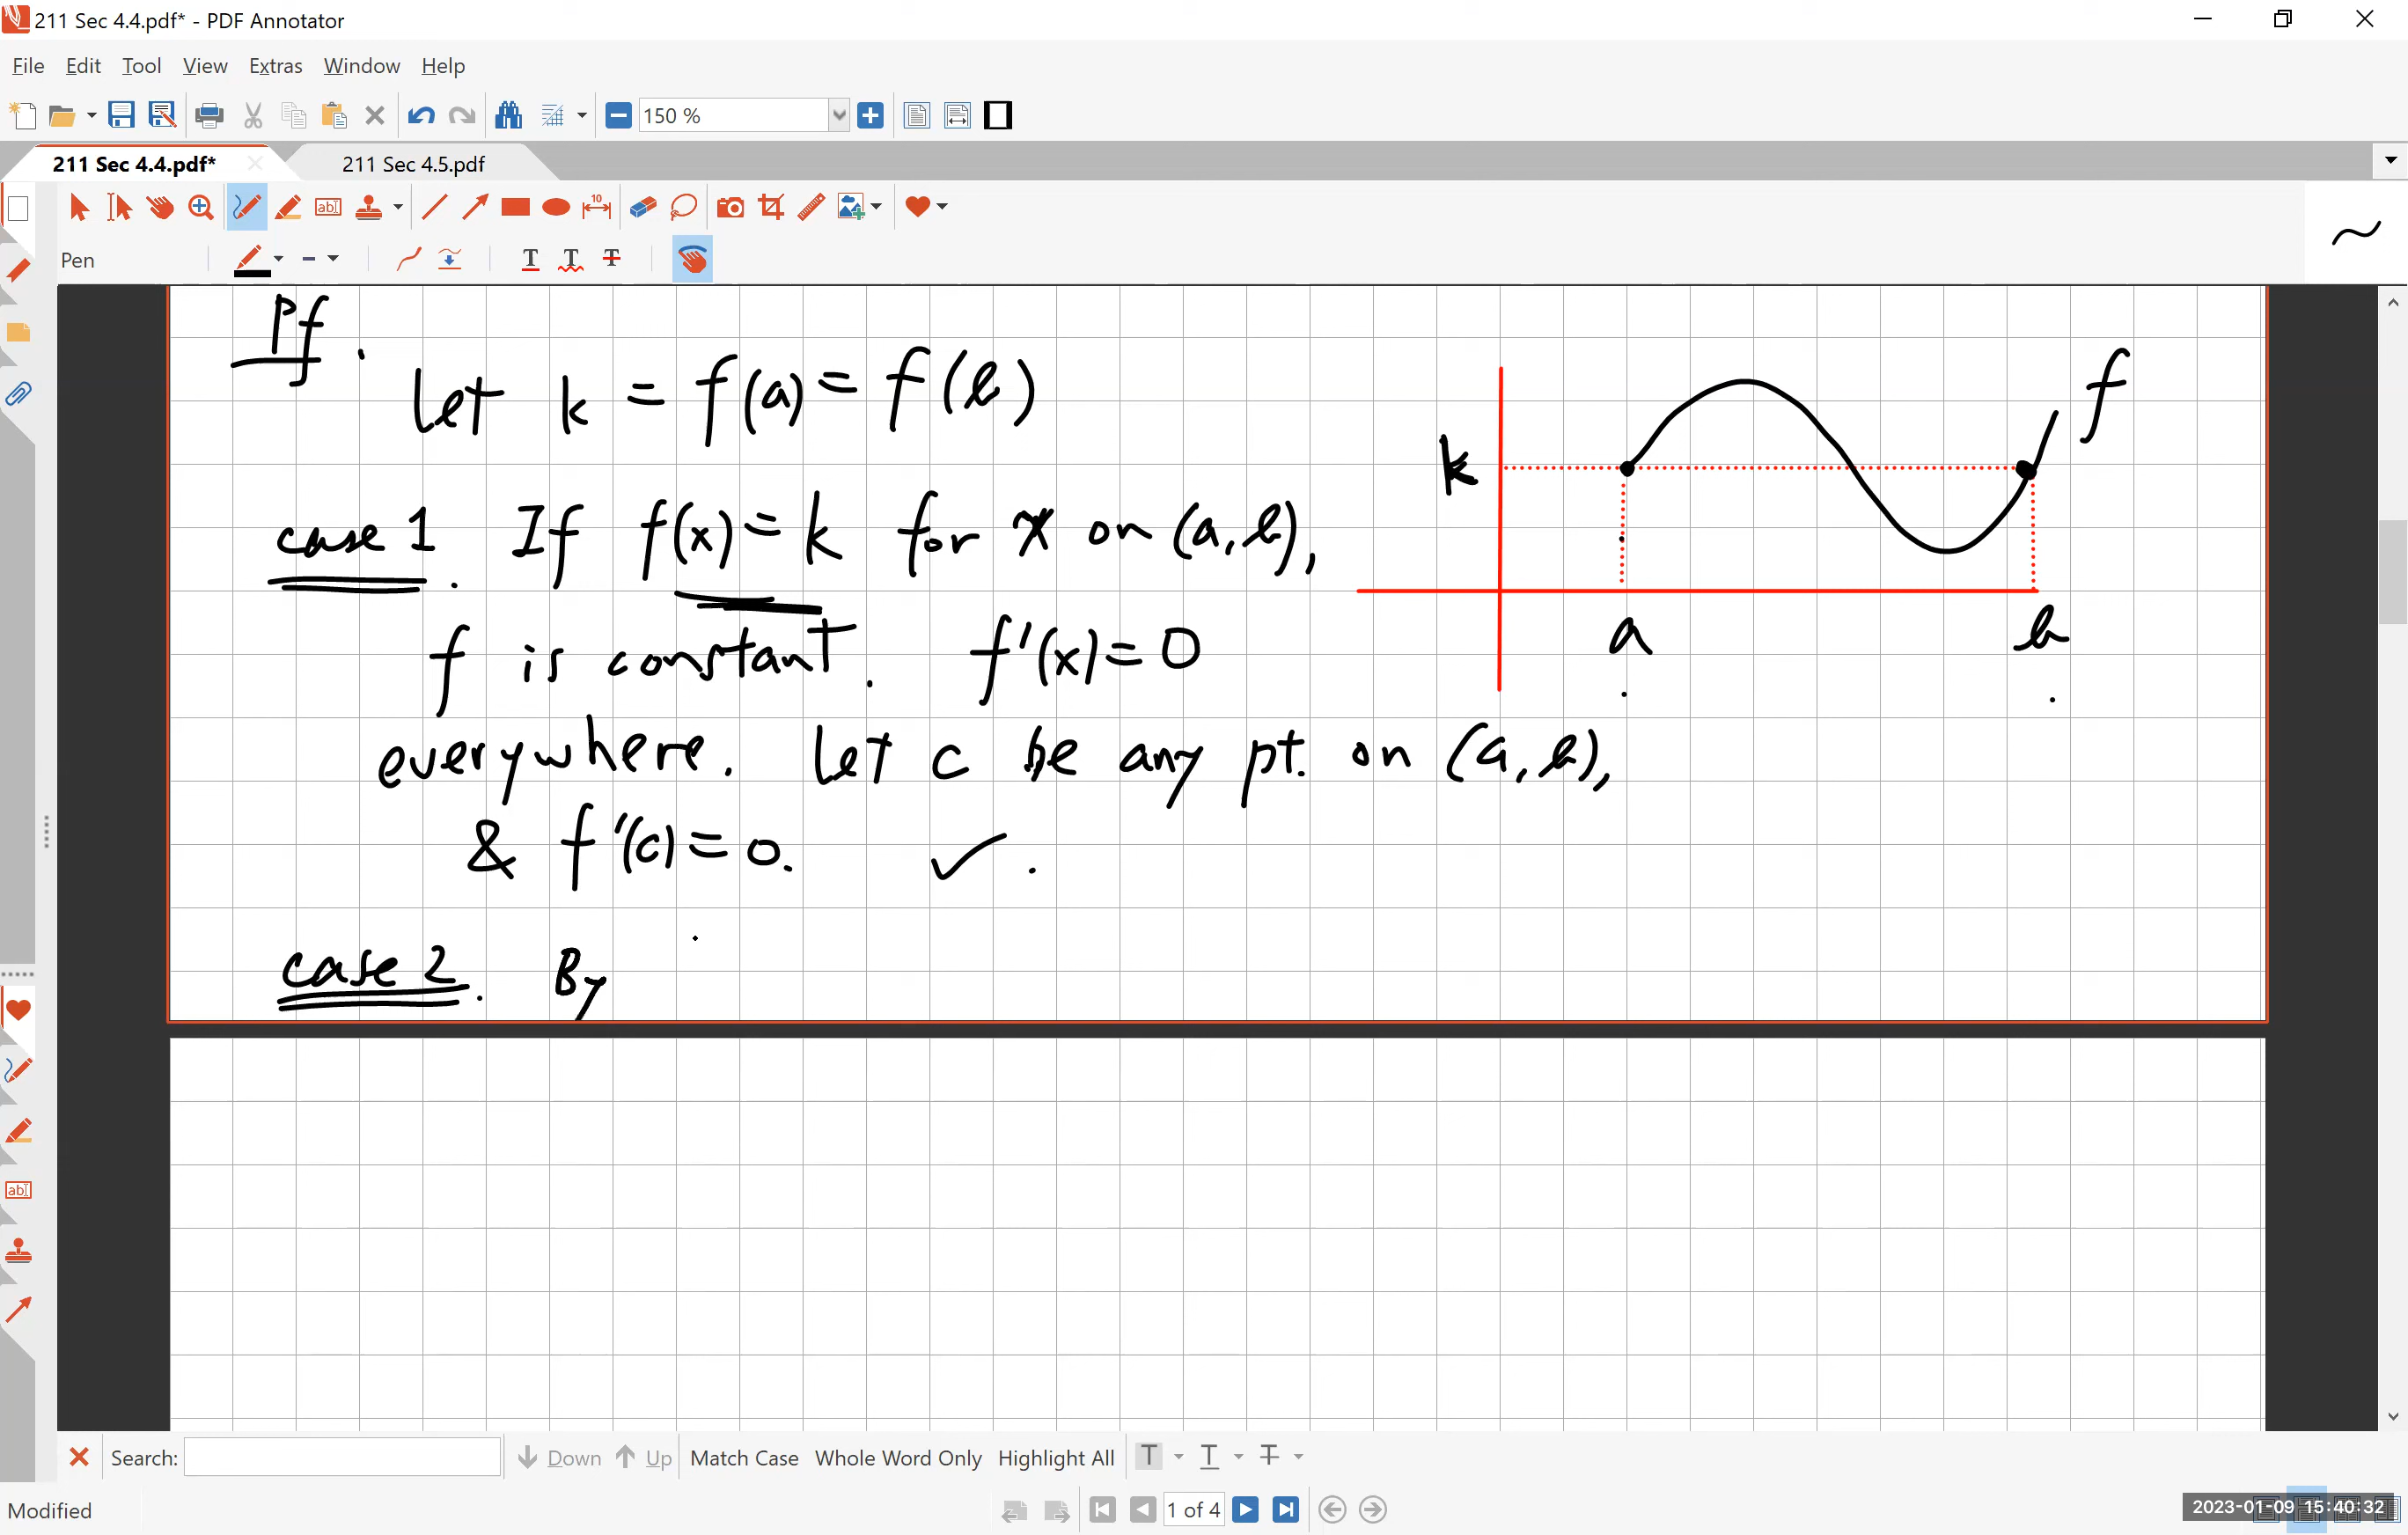 211 Sec 4.4.pdf* - PDF Annotator
File Edit Tool View Extras Window Help
150 %
211 Sec 4.4.pdf* 211 Sec 4.5.pdf
10
Pen
Pf.
Let k = f(a) = f(b)
case 1. If f(x) = k for x on (a, b),
f is constant. f'(x) = 0
everywhere. Let c be any pt. on (a, b),
& f'(c) = 0. ✓.
case 2. By
f
k
a b
Search: Down Up Match Case Whole Word Only Highlight All
Modified 1 of 4 2023-01-09 15:40:32